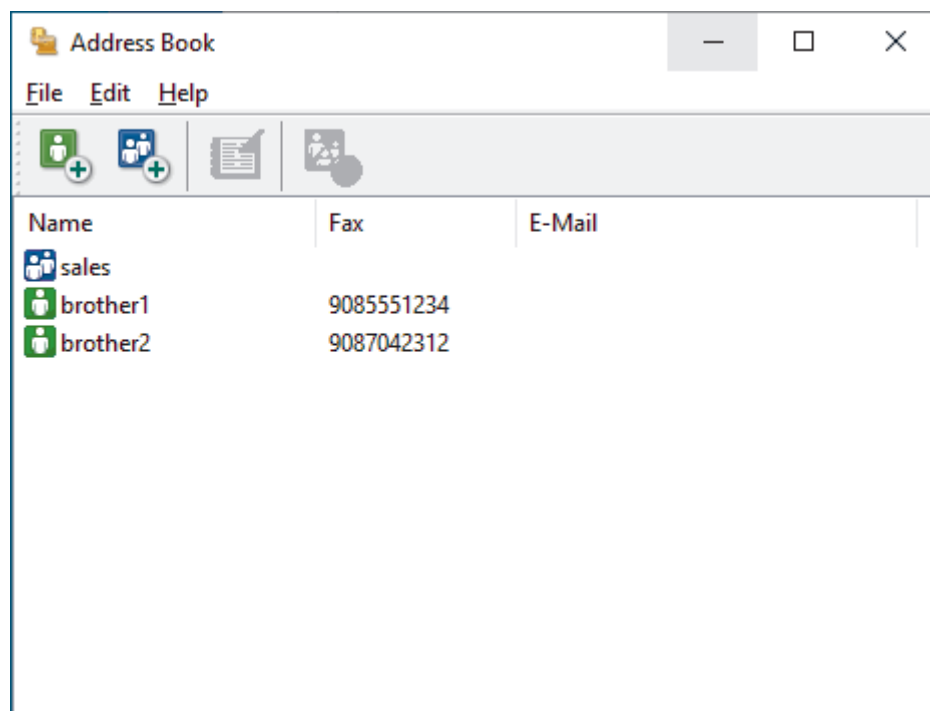 Address Book
File Edit Help
Name Fax E-Mail
sales
brother1 9085551234
brother2 9087042312